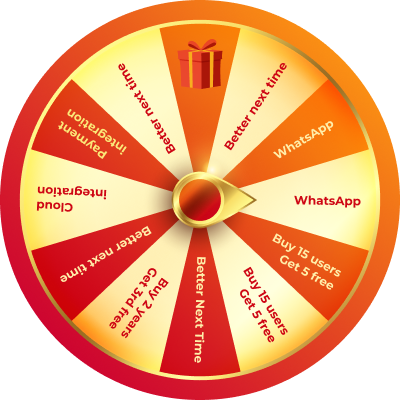 Better next time
WhatsApp
WhatsApp
Buy 15 users
Get 5 free
Buy 15 users
Get 5 free
Better Next Time
Buy 2 years
Get 3rd free
Better next time
Cloud
integration
Payment
integration
Better next time